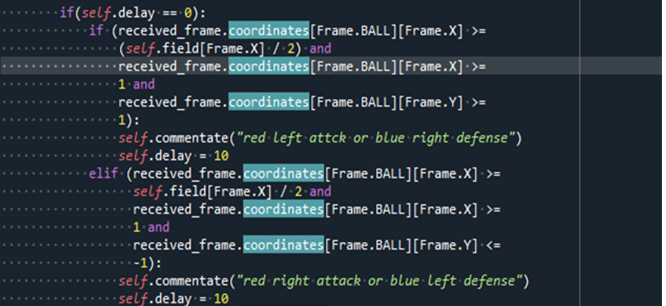 if(self.delay == 0):
if (received_frame.coordinates[Frame.BALL][Frame.X] >=
(self.field[Frame.X] / 2) and
received_frame.coordinates[Frame.BALL][Frame.X] >=
1 and
received_frame.coordinates[Frame.BALL][Frame.Y] >=
1):
self.commentate("red left attck or blue right defense")
self.delay = 10
elif (received_frame.coordinates[Frame.BALL][Frame.X] >=
self.field[Frame.X] / 2 and
received_frame.coordinates[Frame.BALL][Frame.X] >=
1 and
received_frame.coordinates[Frame.BALL][Frame.Y] <=
-1):
self.commentate("red right attack or blue left defense")
self.delay = 10